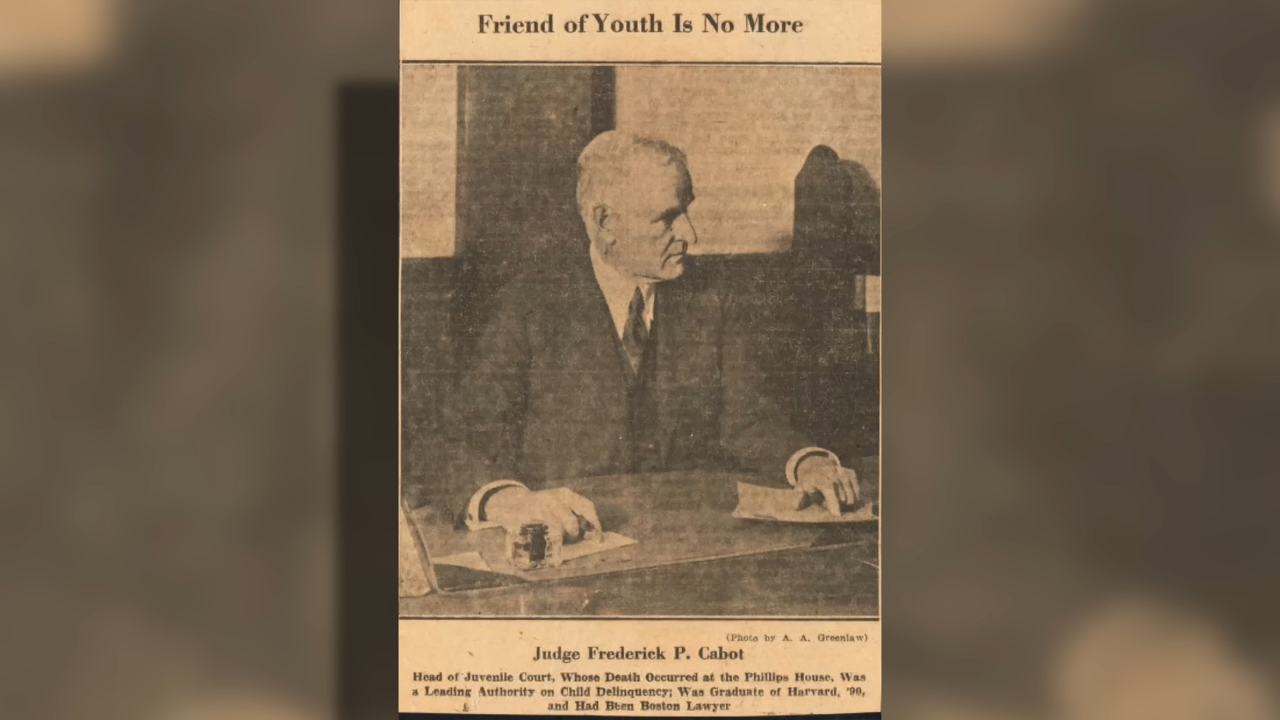 Friend of Youth Is No More
(Photo by A. A. Greenlaw)
Judge Frederick P. Cabot
Head of Juvenile Court, Whose Death Occurred at the Phillips House, Was
a Leading Authority on Child Delinquency; Was Graduate of Harvard, '90,
and Had Been Boston Lawyer